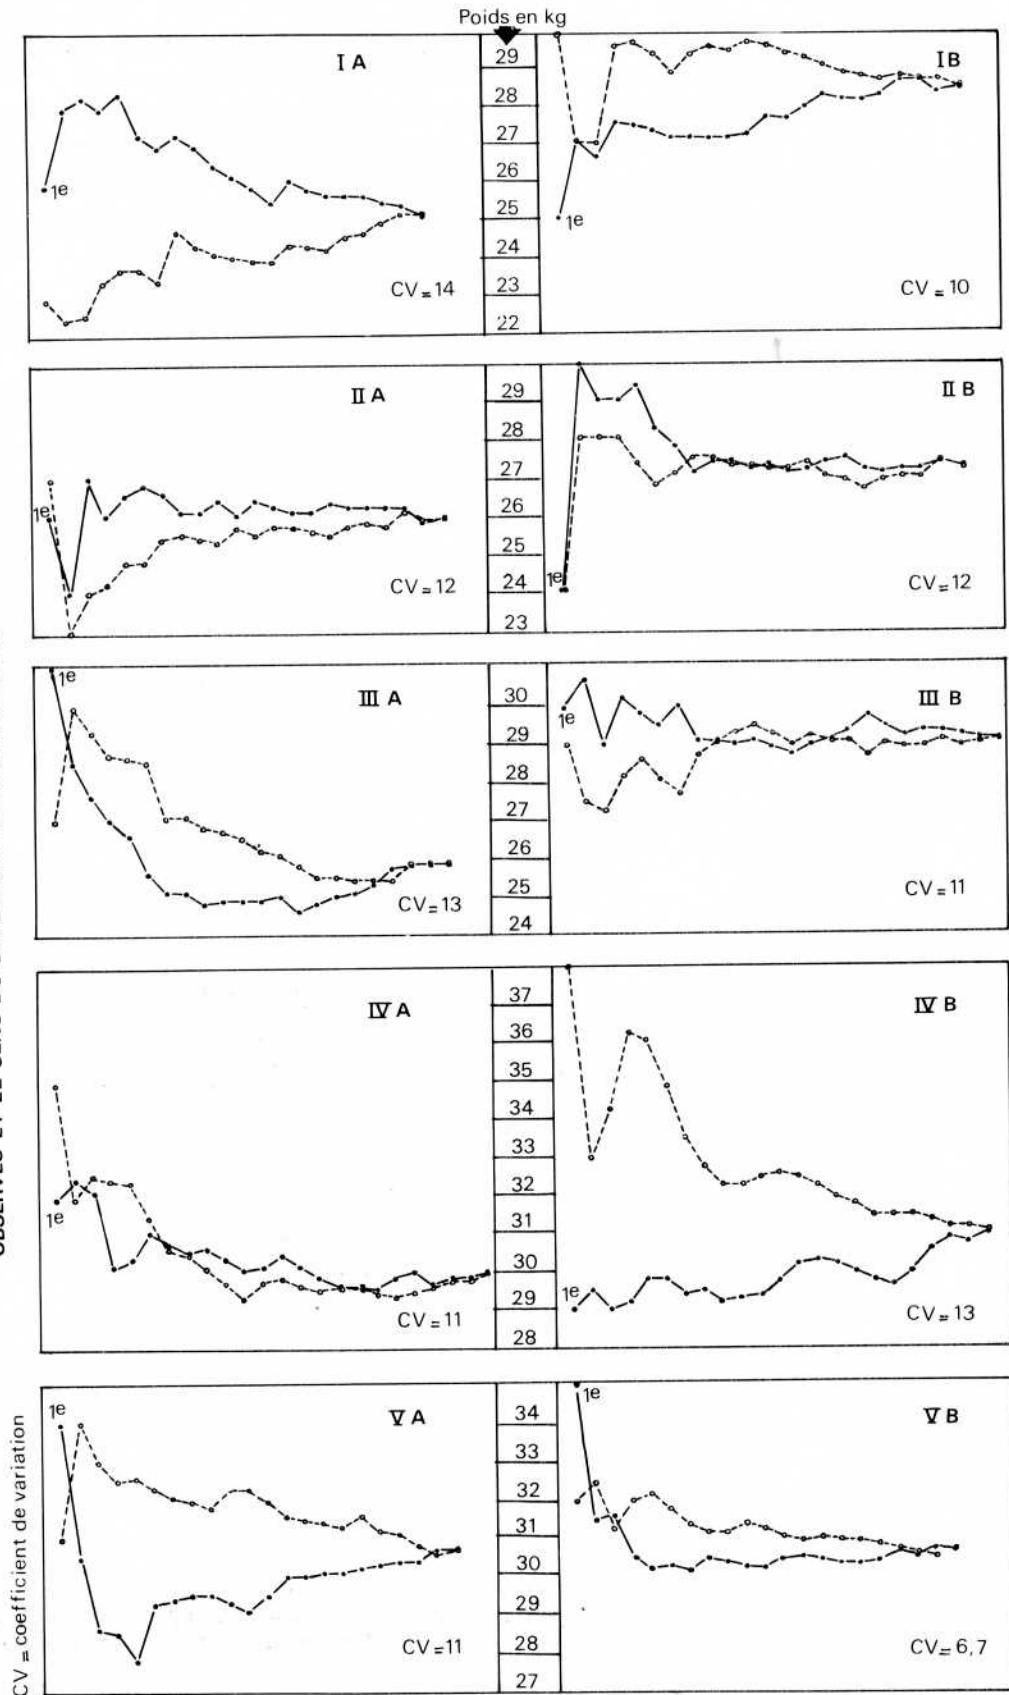 Poids en kg
I A
1e
CV = 14
29
28
27
26
25
24
23
22
I B
1e
CV = 10
II A
1e
CV = 12
29
28
27
26
25
24
23
II B
1e
CV = 12
III A
1e
CV = 13
30
29
28
27
26
25
24
III B
1e
CV = 11
IV A
1e
CV = 11
37
36
35
34
33
32
31
30
29
28
IV B
1e
CV = 13
V A
1e
CV = 11
34
33
32
31
30
29
28
27
V B
1e
CV = 6,7
CV = coefficient de variation